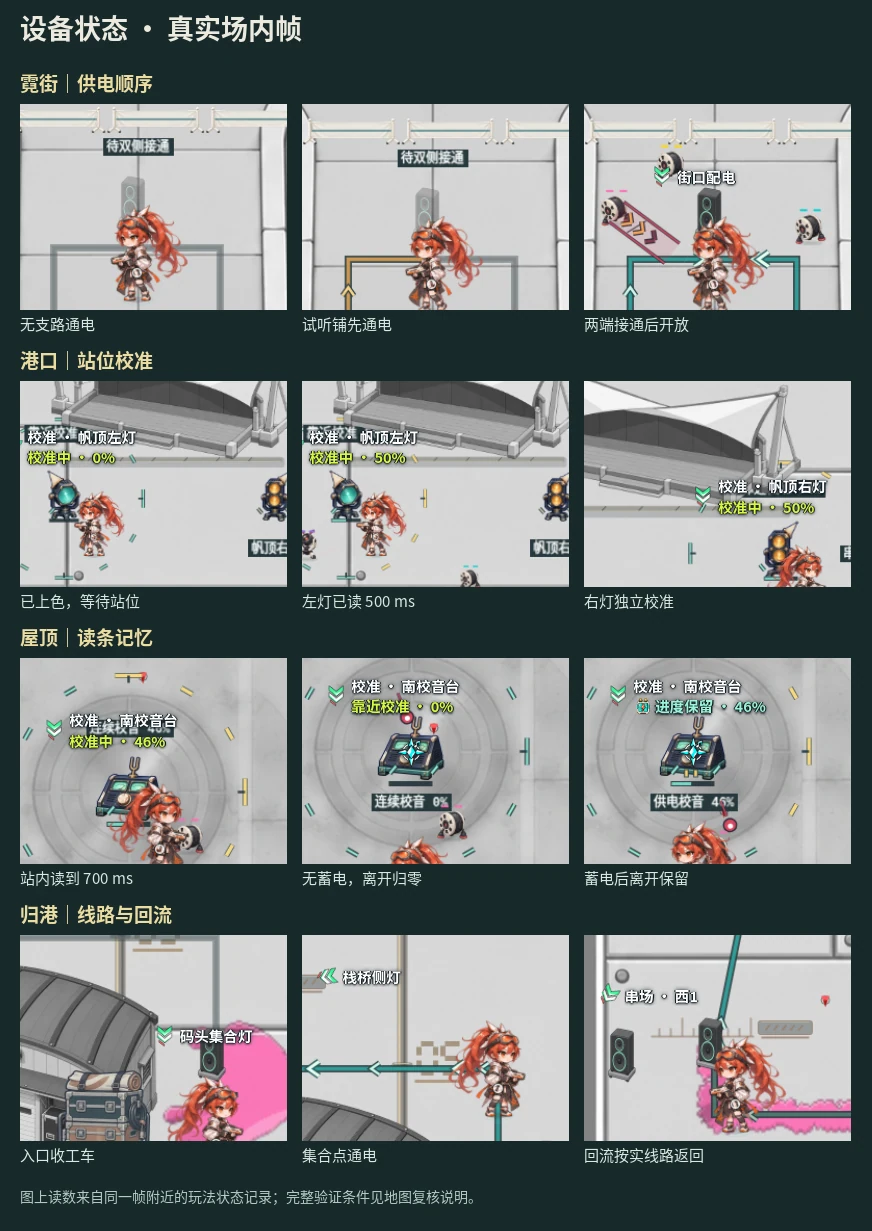 设备状态 · 真实场内帧
霓街｜供电顺序
待双侧接通
待双侧接通
街口配电
无支路通电
试听铺先通电
两端接通后开放
港口｜站位校准
校准 · 帆顶左灯
校准中 · 0%
帆顶右
校准 · 帆顶左灯
校准中 · 50%
帆顶右
校准 · 帆顶右灯
校准中 · 50%
已上色，等待站位
左灯已读 500 ms
右灯独立校准
屋顶｜读条记忆
校准 · 南校音台
校准中 · 46%
校准 · 南校音台
靠近校准 · 0%
连续校音 0%
校准 · 南校音台
进度保留 · 46%
供电校音 46%
站内读到 700 ms
无蓄电，离开归零
蓄电后离开保留
归港｜线路与回流
码头集合灯
栈桥侧灯
串场 · 西1
入口收工车
集合点通电
回流按实线路返回
图上读数来自同一帧附近的玩法状态记录；完整验证条件见地图复核说明。